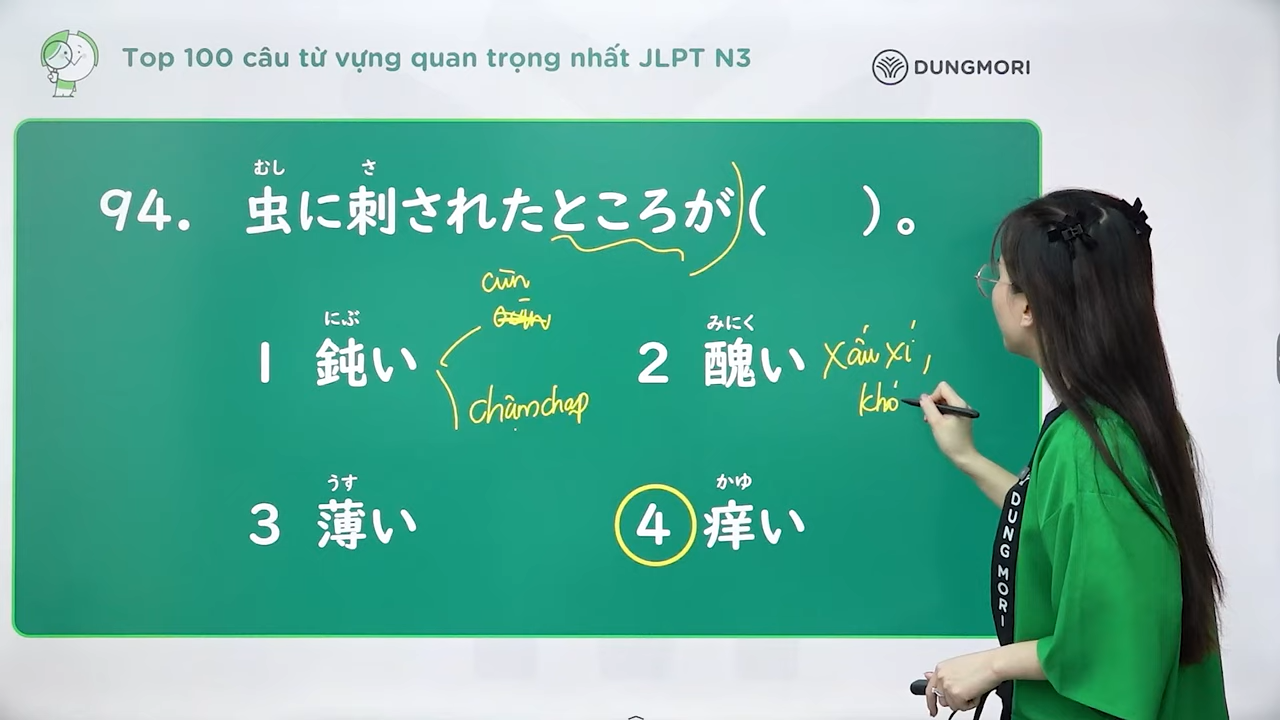 Top 100 câu từ vựng quan trọng nhất JLPT N3
DUNGMORI
むし さ
94. 虫に刺されたところが( )。
cùn
にぶ
1 鈍い
chậm chạp
みにく
2 醜い xấu xí,
khó
うす
3 薄い
かゆ
4 痒い
DUNGMORI